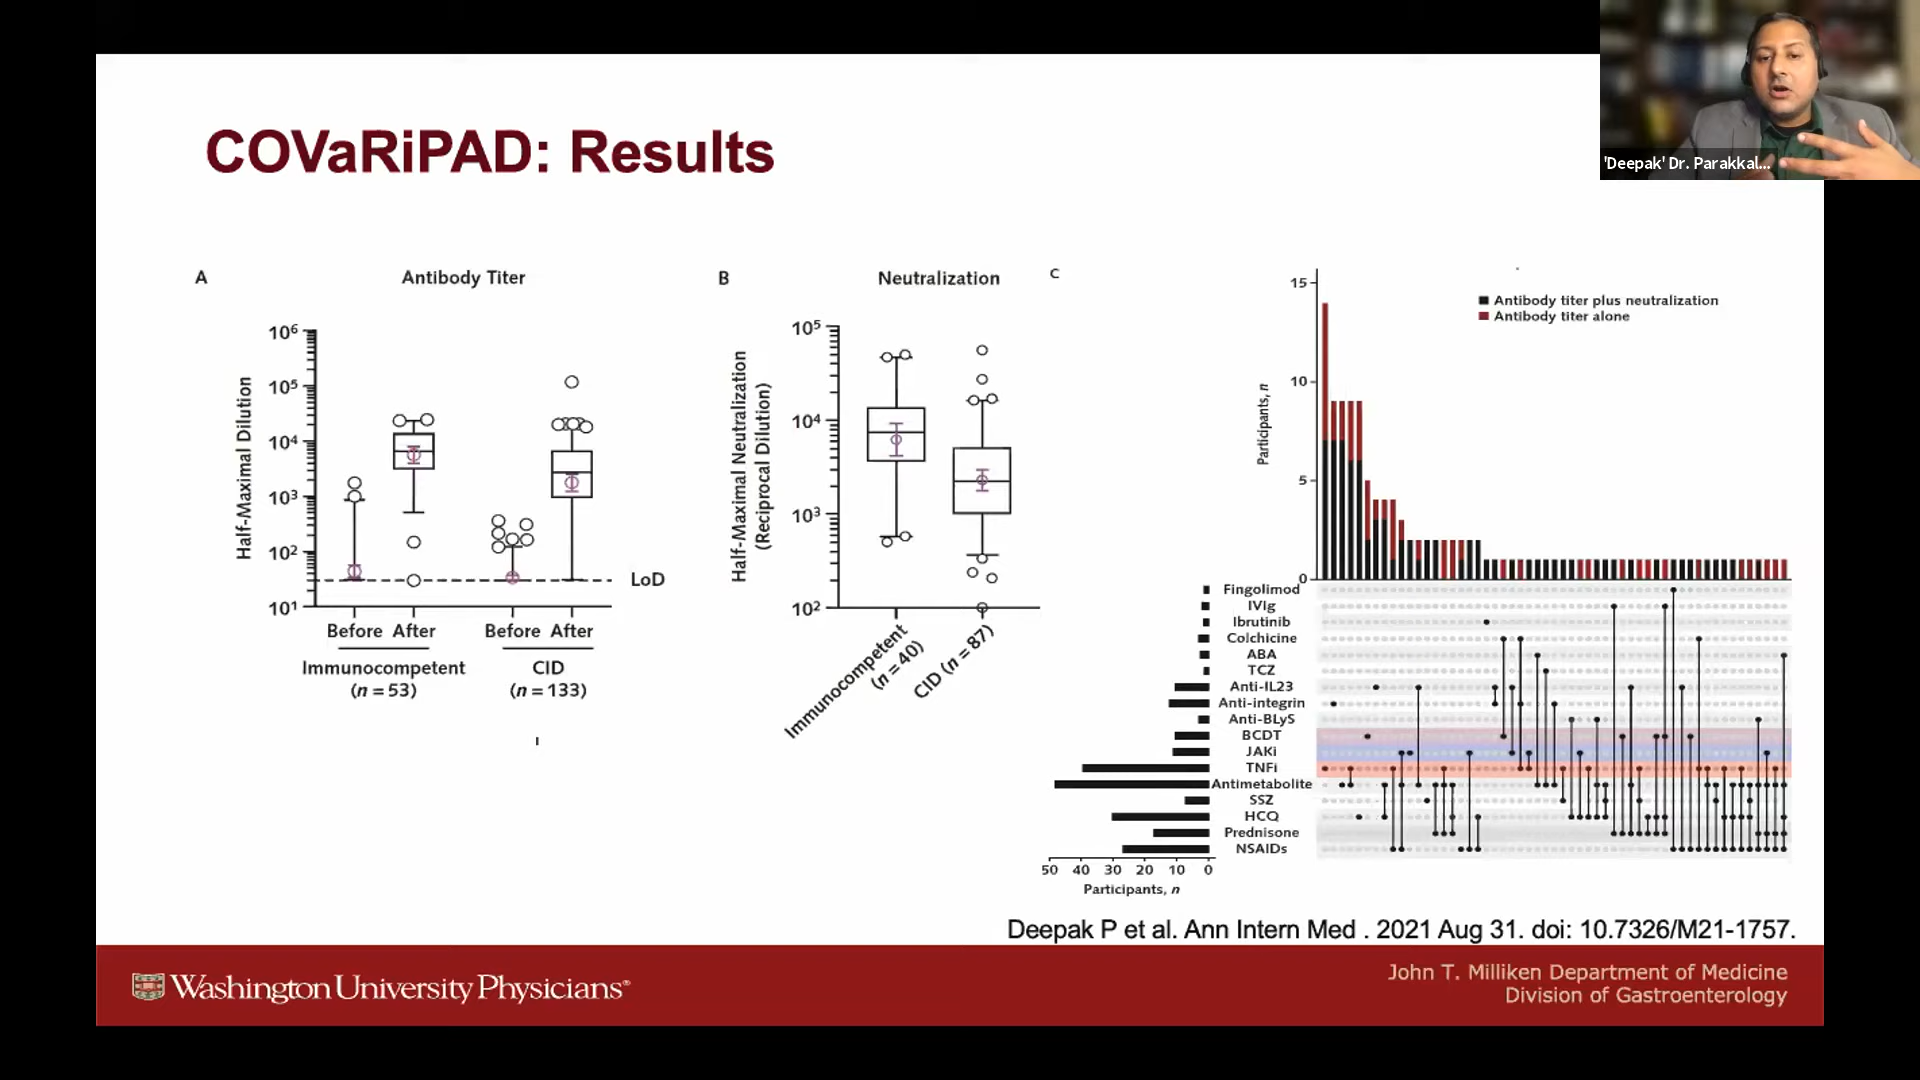 'Deepak' Dr. Parakkal...
COVaRiPAD: Results
A
Antibody Titer
Half-Maximal Dilution
10⁶
10⁵
10⁴
10³
10²
10¹
LoD
Before After
Before After
Immunocompetent
(n = 53)
CID
(n = 133)
B
Neutralization
Half-Maximal Neutralization
(Reciprocal Dilution)
10⁵
10⁴
10³
10²
Immunocompetent
(n = 40)
CID (n = 87)
C
Participants, n
15
10
5
0
Antibody titer plus neutralization
Antibody titer alone
Fingolimod
IVIg
Ibrutinib
Colchicine
ABA
TCZ
Anti-IL23
Anti-integrin
Anti-BLyS
BCDT
JAKi
TNFi
Antimetabolite
SSZ
HCQ
Prednisone
NSAIDs
50 40 30 20 10 0
Participants, n
Deepak P et al. Ann Intern Med . 2021 Aug 31. doi: 10.7326/M21-1757.
Washington University Physicians®
John T. Milliken Department of Medicine
Division of Gastroenterology